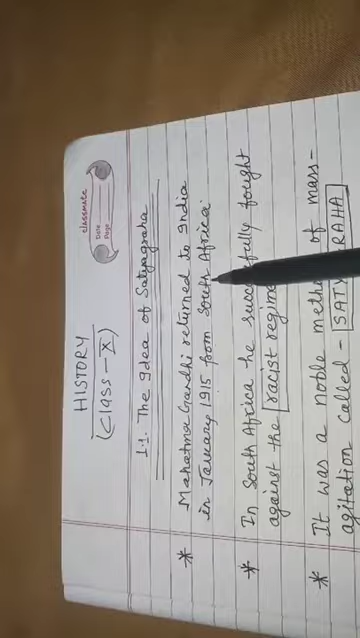 classmate
Date
Page
HISTORY
(Class - X)
1.1. The Idea of Satyagraha
* Mahatma Gandhi returned to India
in January 1915 from South Africa.
* In South Africa he successfully fought
against the racist regime
* It was a noble method of mass-
agitation called - SATYAGRAHA